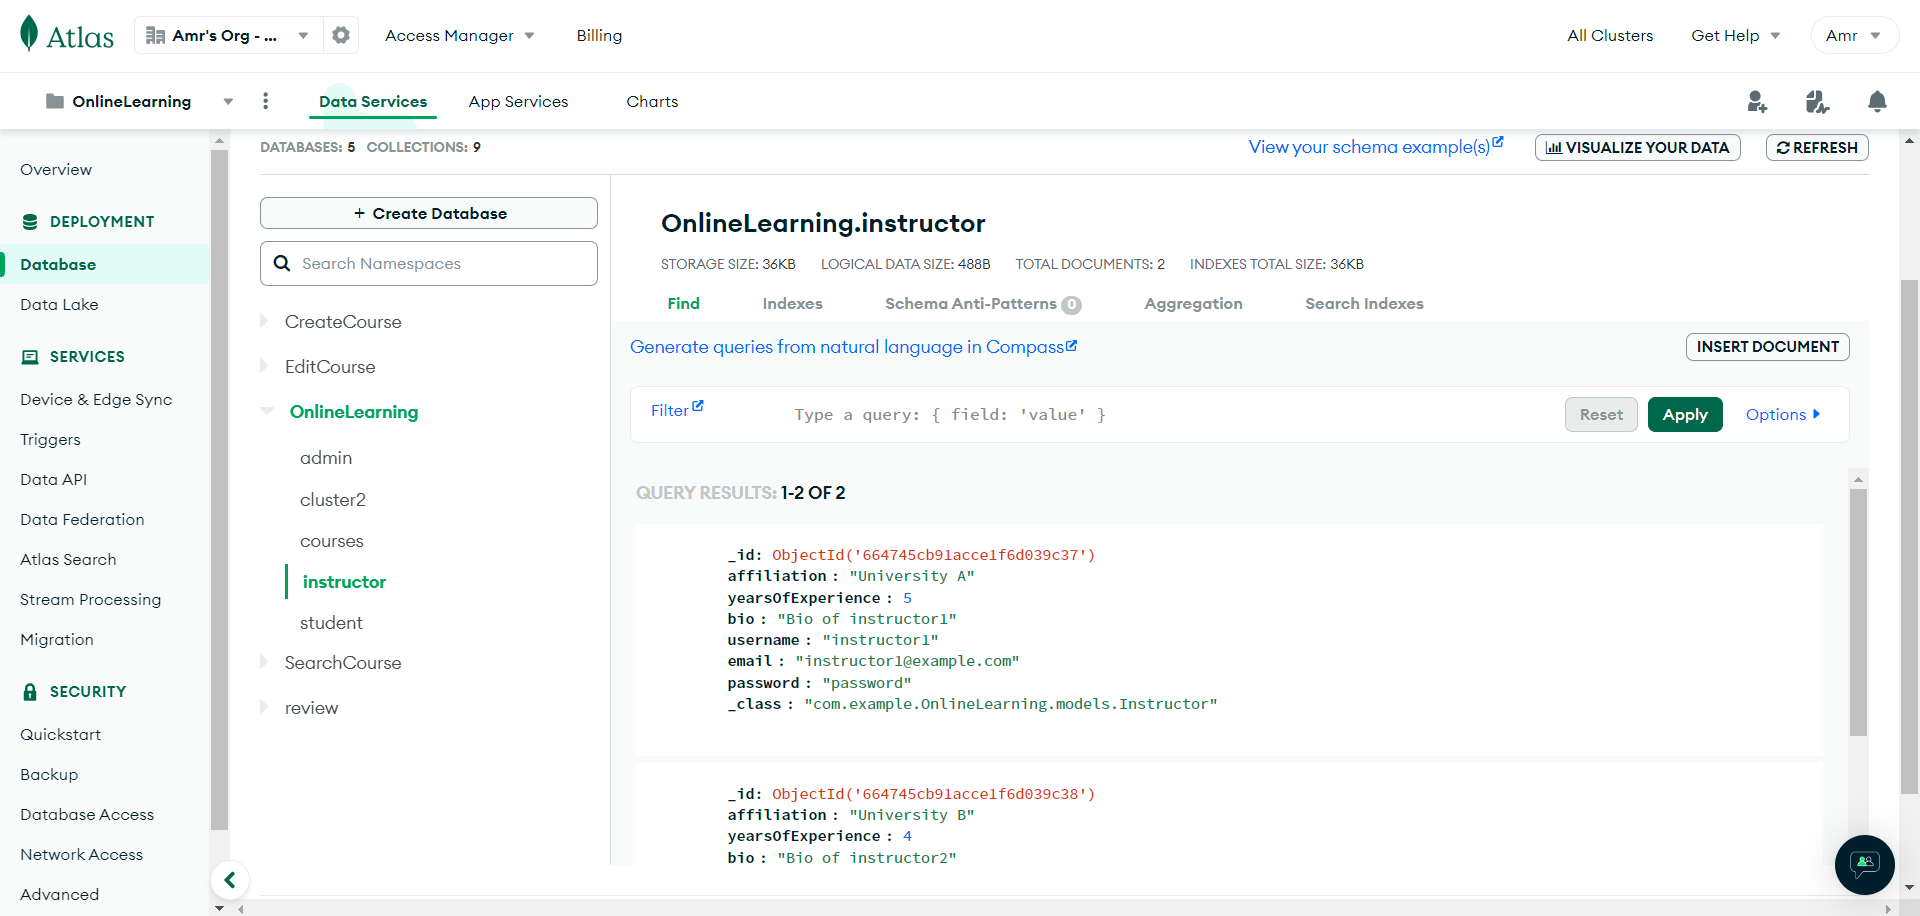 Atlas
Amr's Org - ...
Access Manager
Billing
All Clusters
Get Help
Amr
OnlineLearning
Data Services
App Services
Charts
Overview
DEPLOYMENT
Database
Data Lake
SERVICES
Device & Edge Sync
Triggers
Data API
Data Federation
Atlas Search
Stream Processing
Migration
SECURITY
Quickstart
Backup
Database Access
Network Access
Advanced
DATABASES: 5 COLLECTIONS: 9
View your schema example(s)
VISUALIZE YOUR DATA
REFRESH
+ Create Database
Search Namespaces
CreateCourse
EditCourse
OnlineLearning
admin
cluster2
courses
instructor
student
SearchCourse
review
OnlineLearning.instructor
STORAGE SIZE: 36KB LOGICAL DATA SIZE: 488B TOTAL DOCUMENTS: 2 INDEXES TOTAL SIZE: 36KB
Find
Indexes
Schema Anti-Patterns 0
Aggregation
Search Indexes
Generate queries from natural language in Compass
INSERT DOCUMENT
Filter
Type a query: { field: 'value' }
Reset
Apply
Options
QUERY RESULTS: 1-2 OF 2
_id: ObjectId('664745cb91acce1f6d039c37')
affiliation : "University A"
yearsOfExperience : 5
bio : "Bio of instructor1"
username : "instructor1"
email : "instructor1@example.com"
password : "password"
_class : "com.example.OnlineLearning.models.Instructor"
_id: ObjectId('664745cb91acce1f6d039c38')
affiliation : "University B"
yearsOfExperience : 4
bio : "Bio of instructor2"